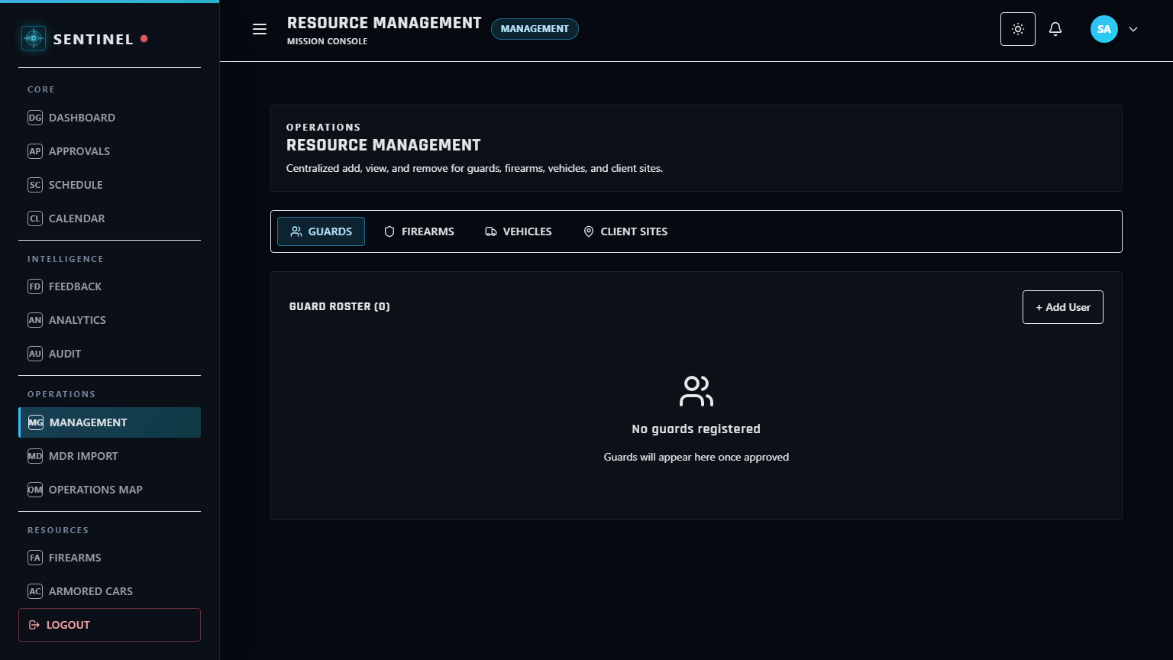 SENTINEL
CORE
DG DASHBOARD
AP APPROVALS
SC SCHEDULE
CL CALENDAR
INTELLIGENCE
FD FEEDBACK
AN ANALYTICS
AU AUDIT
OPERATIONS
MG MANAGEMENT
MD MDR IMPORT
OM OPERATIONS MAP
RESOURCES
FA FIREARMS
AC ARMORED CARS
LOGOUT
RESOURCE MANAGEMENT
MANAGEMENT
MISSION CONSOLE
SA
OPERATIONS
RESOURCE MANAGEMENT
Centralized add, view, and remove for guards, firearms, vehicles, and client sites.
GUARDS FIREARMS VEHICLES CLIENT SITES
GUARD ROSTER (0)
+ Add User
No guards registered
Guards will appear here once approved